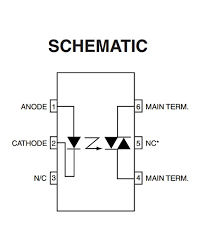 SCHEMATIC
ANODE 1
6 MAIN TERM.
CATHODE 2
5 NC*
N/C 3
4 MAIN TERM.